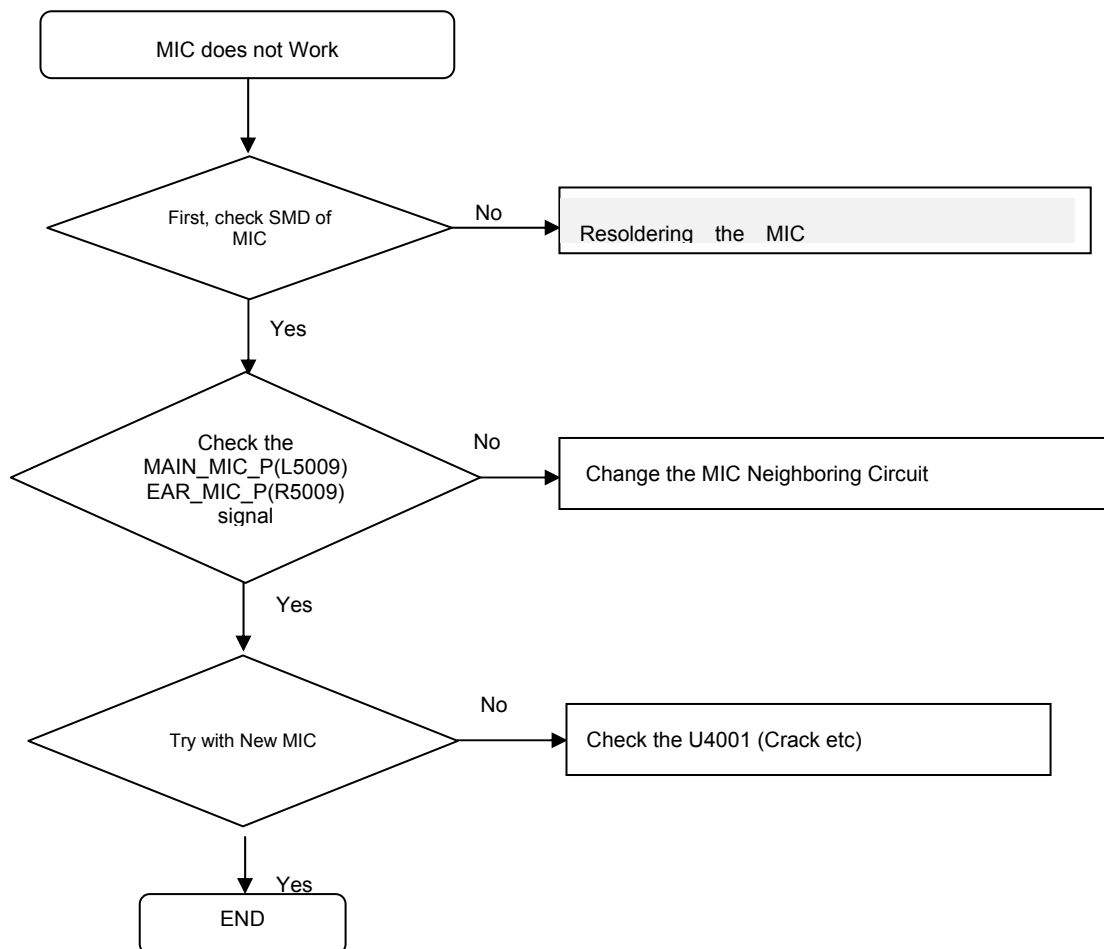 MIC does not Work
First, check SMD of
MIC
No
Resoldering the MIC
Yes
Check the
MAIN_MIC_P(L5009)
EAR_MIC_P(R5009)
signal
No
Change the MIC Neighboring Circuit
Yes
Try with New MIC
No
Check the U4001 (Crack etc)
Yes
END